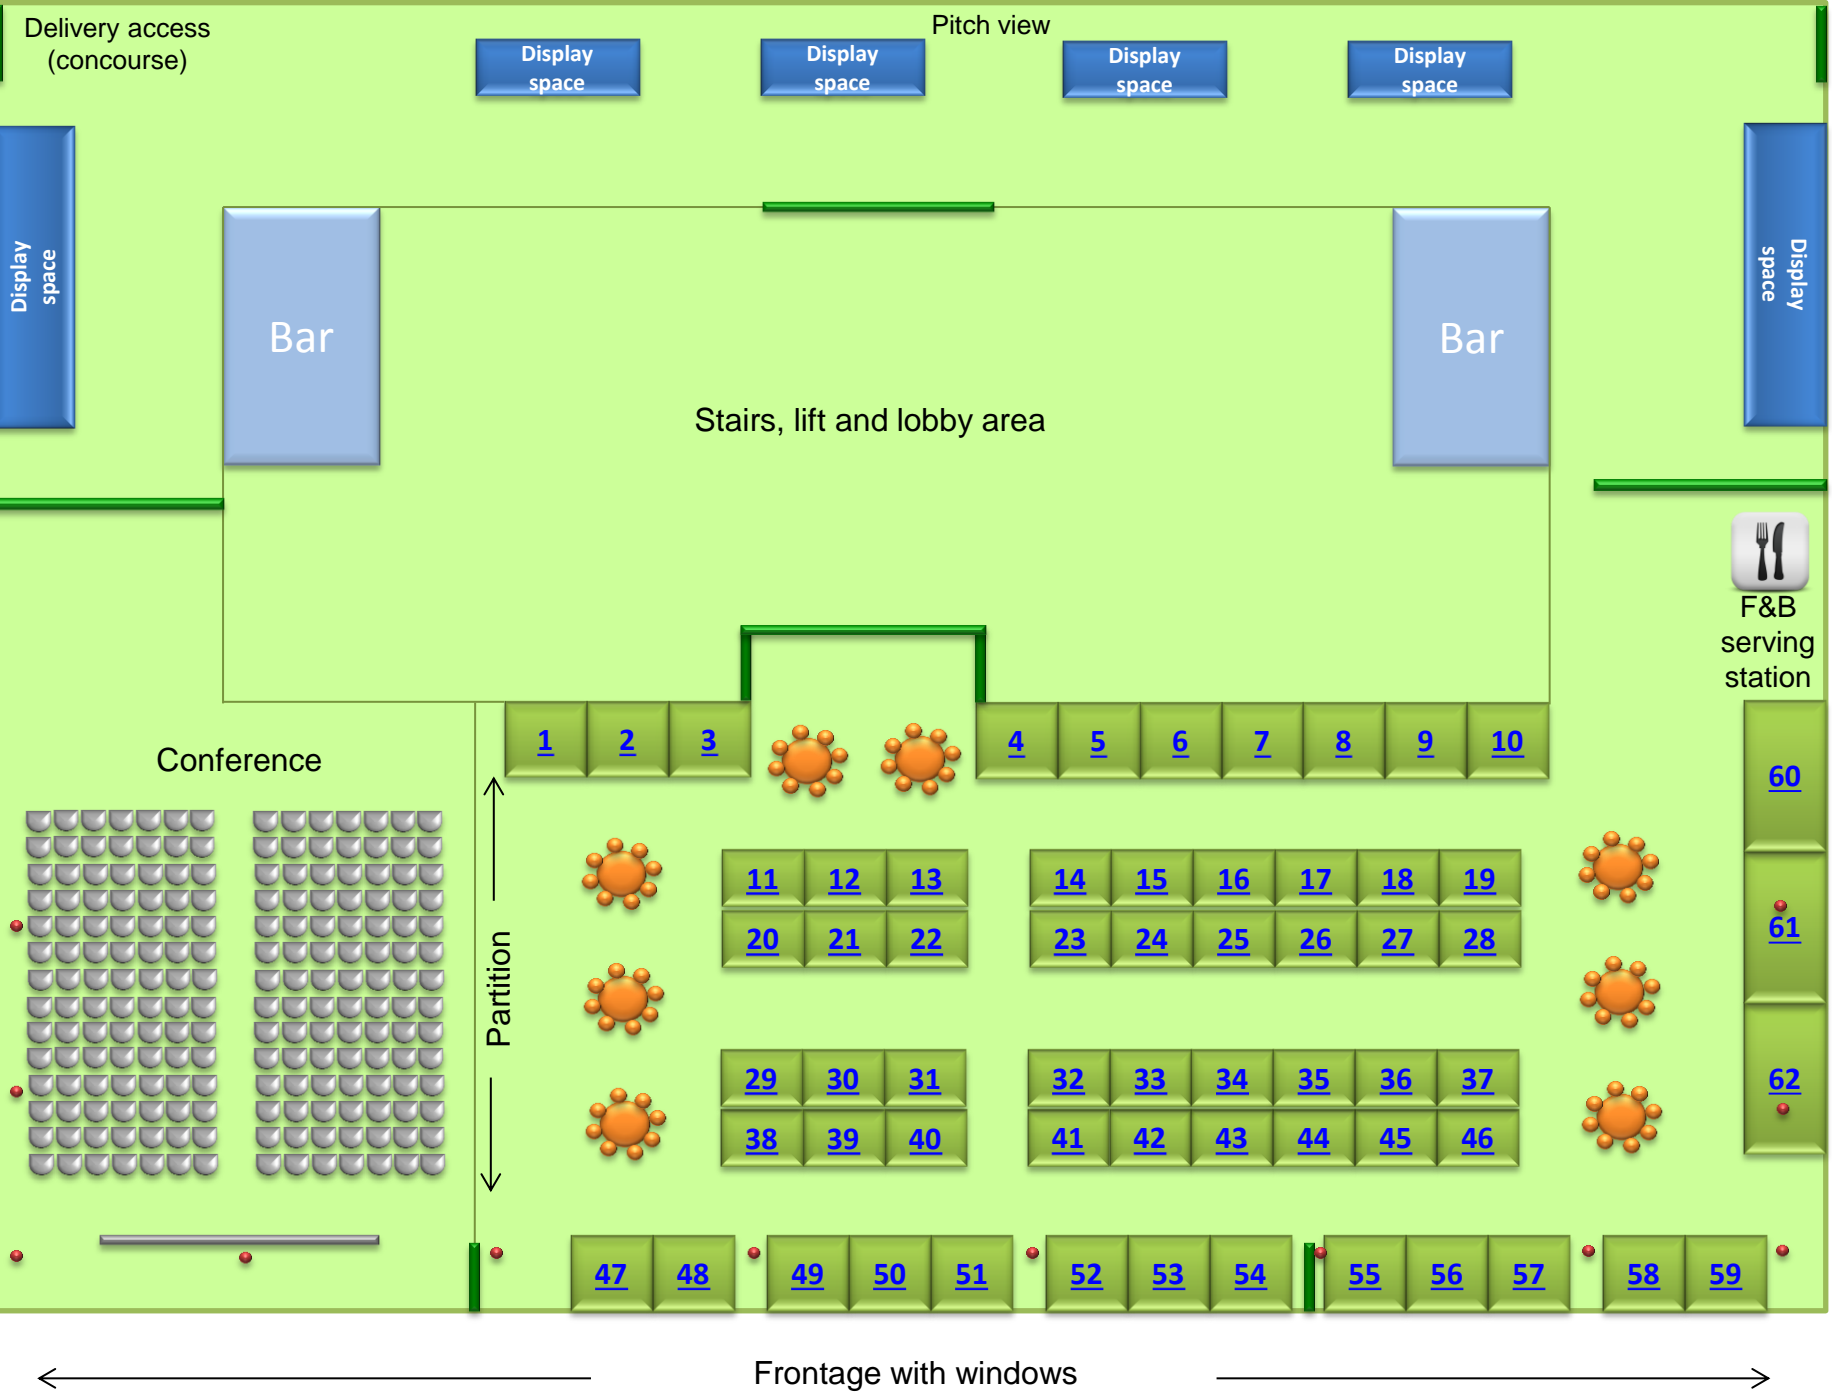 Delivery access
(concourse)
Pitch view
Display
space
Display
space
Display
space
Display
space
Display
space
Display
space
Bar
Bar
Stairs, lift and lobby area
F&B
serving
station
Conference
1 2 3 4 5 6 7 8 9 10
60
11 12 13 14 15 16 17 18 19
61
20 21 22 23 24 25 26 27 28
Partition
29 30 31 32 33 34 35 36 37
62
38 39 40 41 42 43 44 45 46
47 48 49 50 51 52 53 54 55 56 57 58 59
Frontage with windows